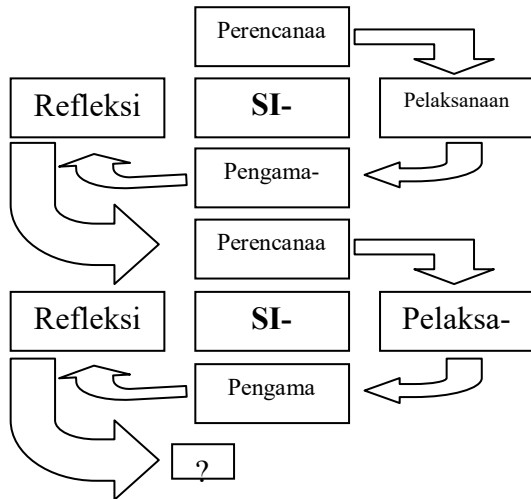 Perencanaa
Refleksi
SI-
Pelaksanaan
Pengama-
Perencanaa
Refleksi
SI-
Pelaksa-
Pengama
?